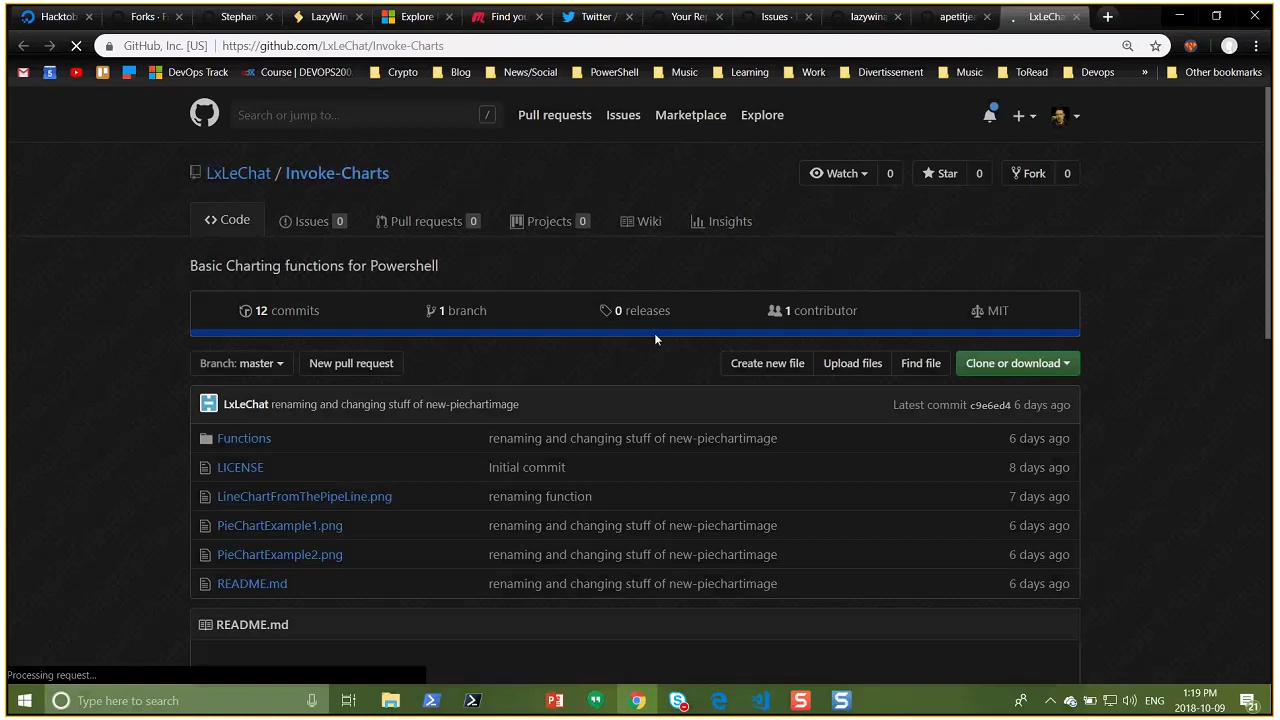 Hacktob
Forks · F
Stephan
LazyWin
Explore
Find you
Twitter /
Your Re
Issues ·
lazywina
apetitje
LxLeCha
GitHub, Inc. [US] https://github.com/LxLeChat/Invoke-Charts
DevOps Track Course | DEVOPS200 Crypto Blog News/Social PowerShell Music Learning Work Divertissement Music ToRead Devops » Other bookmarks
Search or jump to... / Pull requests Issues Marketplace Explore
LxLeChat / Invoke-Charts Watch 0 Star 0 Fork 0
Code Issues 0 Pull requests 0 Projects 0 Wiki Insights
Basic Charting functions for Powershell
12 commits 1 branch 0 releases 1 contributor MIT
Branch: master New pull request Create new file Upload files Find file Clone or download
LxLeChat renaming and changing stuff of new-piechartimage Latest commit c9e6ed4 6 days ago
Functions renaming and changing stuff of new-piechartimage 6 days ago
LICENSE Initial commit 8 days ago
LineChartFromThePipeLine.png renaming function 7 days ago
PieChartExample1.png renaming and changing stuff of new-piechartimage 6 days ago
PieChartExample2.png renaming and changing stuff of new-piechartimage 6 days ago
README.md renaming and changing stuff of new-piechartimage 6 days ago
README.md
Processing request...
Type here to search ENG 1:19 PM
2018-10-09 21